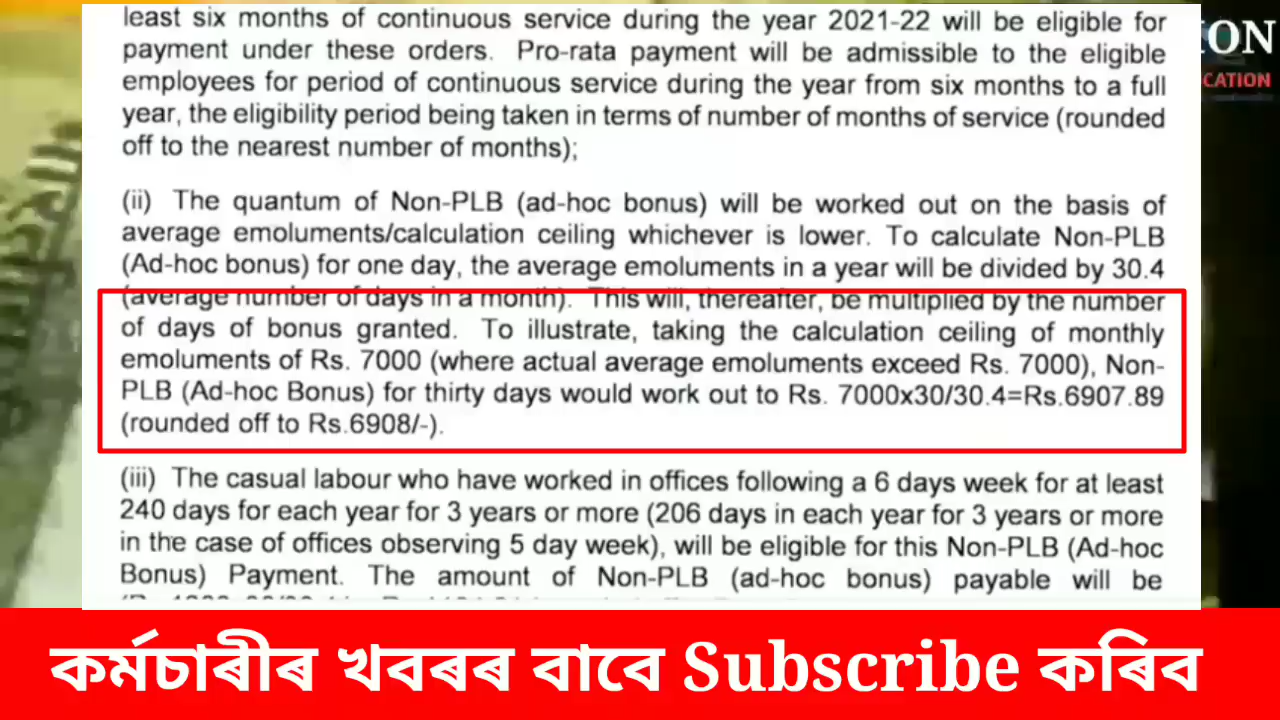 least six months of continuous service during the year 2021-22 will be eligible for
payment under these orders. Pro-rata payment will be admissible to the eligible
employees for period of continuous service during the year from six months to a full
year, the eligibility period being taken in terms of number of months of service (rounded
off to the nearest number of months);
(ii) The quantum of Non-PLB (ad-hoc bonus) will be worked out on the basis of
average emoluments/calculation ceiling whichever is lower. To calculate Non-PLB
(Ad-hoc bonus) for one day, the average emoluments in a year will be divided by 30.4
(average number of days in a month). This will, thereafter, be multiplied by the number
of days of bonus granted. To illustrate, taking the calculation ceiling of monthly
emoluments of Rs. 7000 (where actual average emoluments exceed Rs. 7000), Non-
PLB (Ad-hoc Bonus) for thirty days would work out to Rs. 7000x30/30.4=Rs.6907.89
(rounded off to Rs.6908/-).
(iii) The casual labour who have worked in offices following a 6 days week for at least
240 days for each year for 3 years or more (206 days in each year for 3 years or more
in the case of offices observing 5 day week), will be eligible for this Non-PLB (Ad-hoc
Bonus) Payment. The amount of Non-PLB (ad-hoc bonus) payable will be
ION
CATION
কৰ্মচাৰীৰ খবৰৰ বাবে Subscribe কৰিব